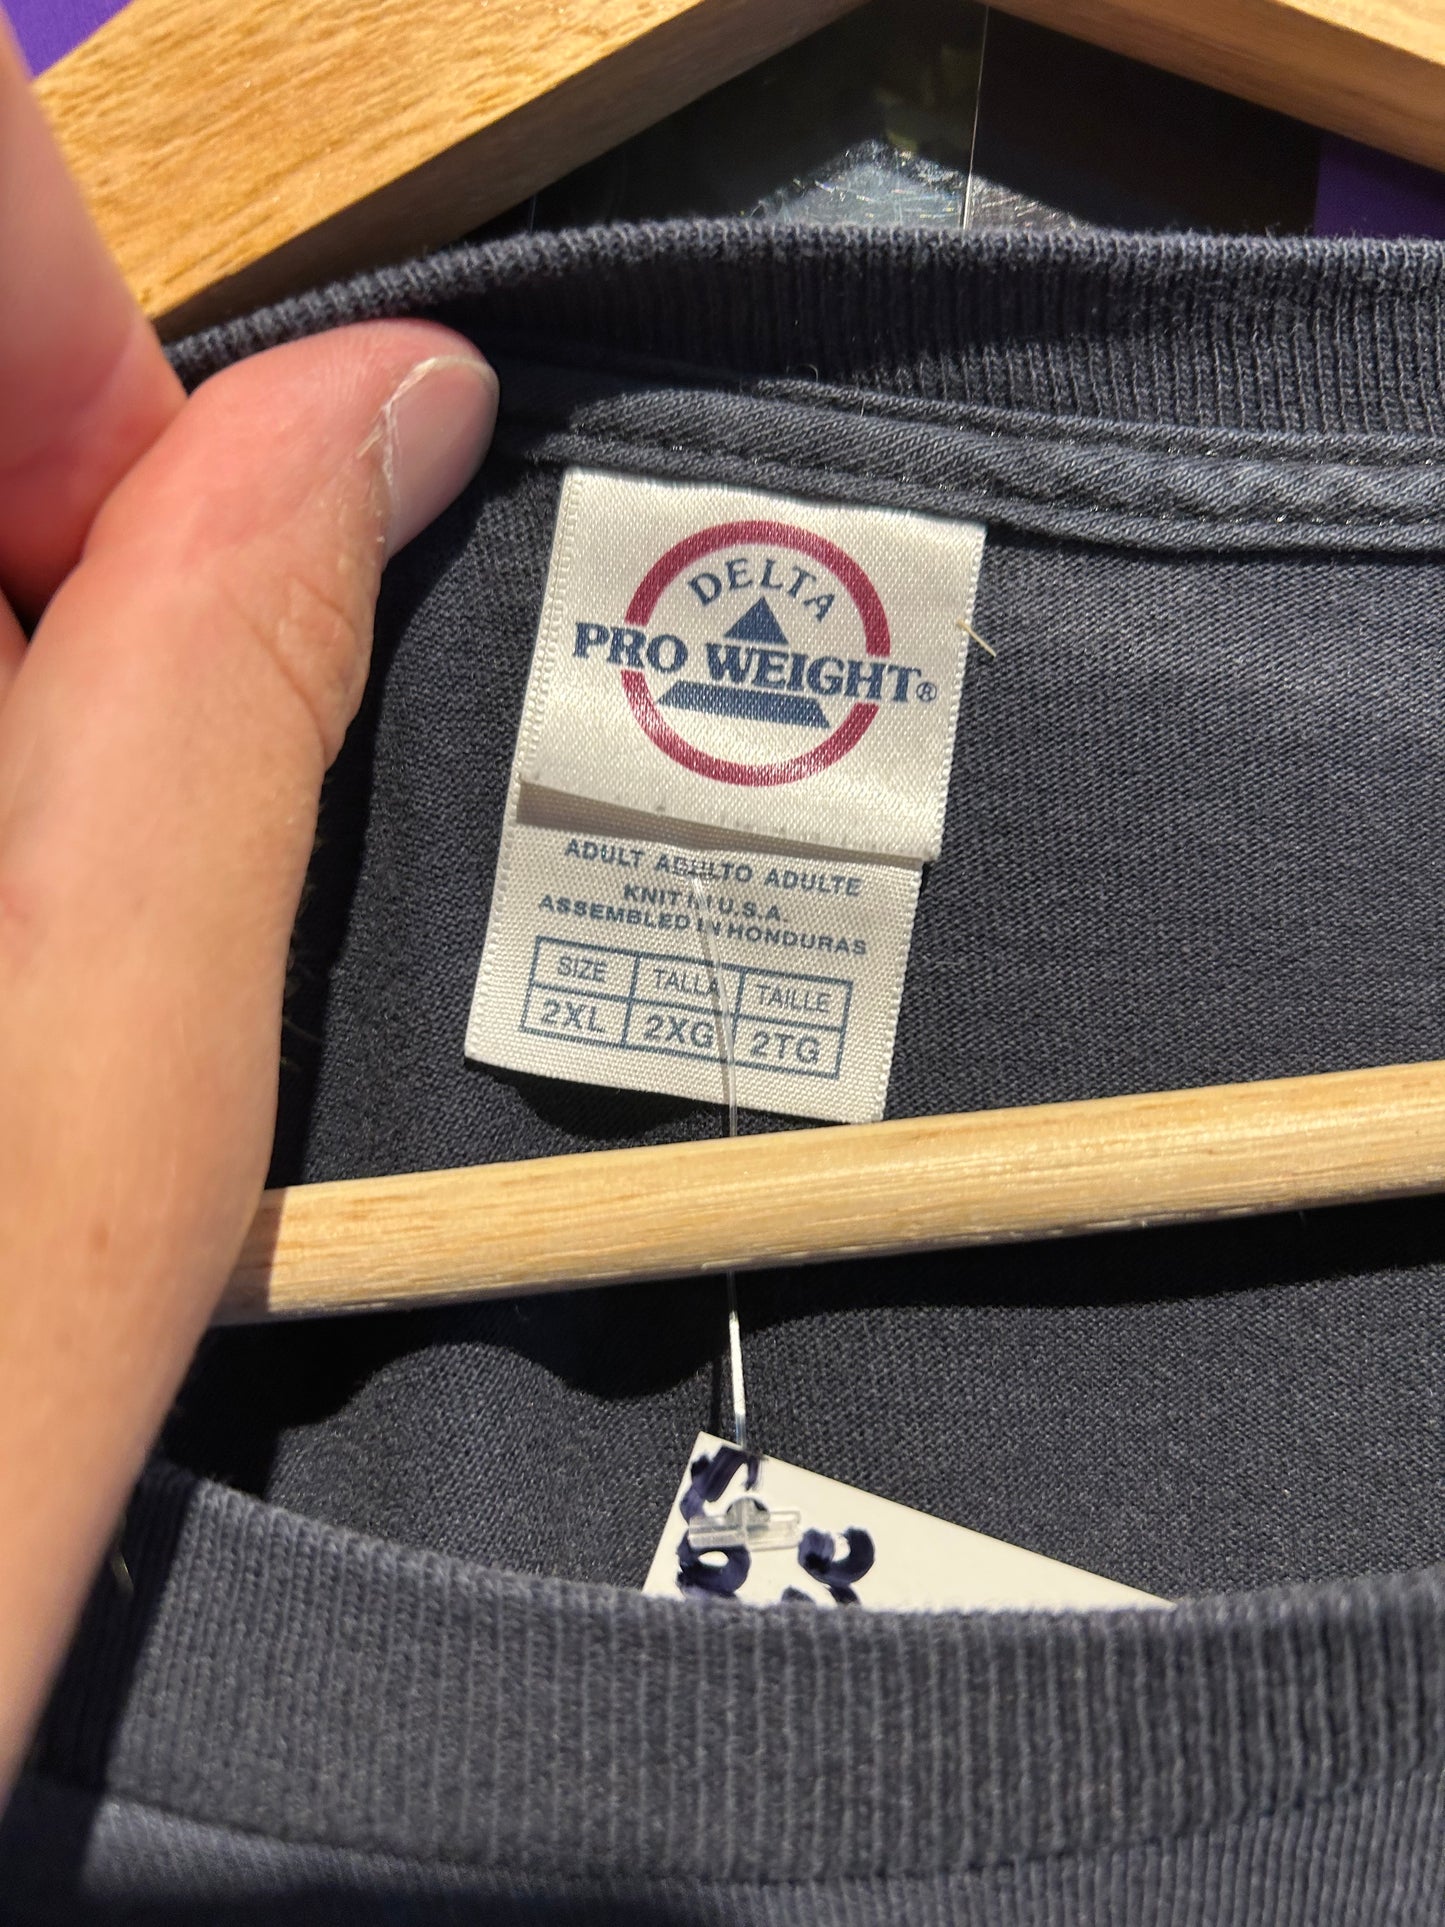 DELTA
PRO WEIGHT®
ADULT ADULTO ADULTE
KNIT IN U.S.A.
ASSEMBLED IN HONDURAS
SIZE TALLA TAILLE
2XL 2XG 2TG